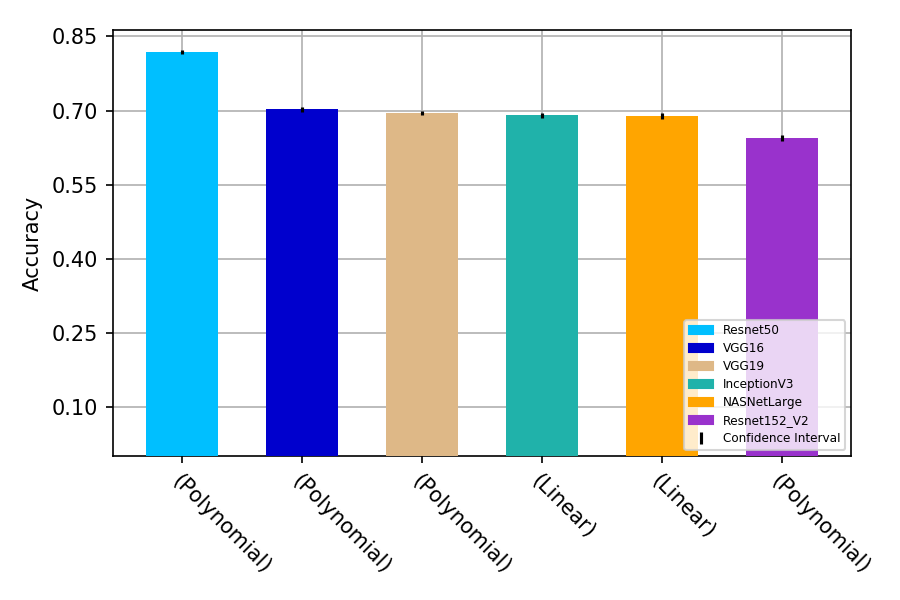 0.85
0.70
0.55
0.40
0.25
0.10
Accuracy
Resnet50
VGG16
VGG19
InceptionV3
NASNetLarge
Resnet152_V2
Confidence Interval
(Polynomial)
(Polynomial)
(Polynomial)
(Linear)
(Linear)
(Polynomial)